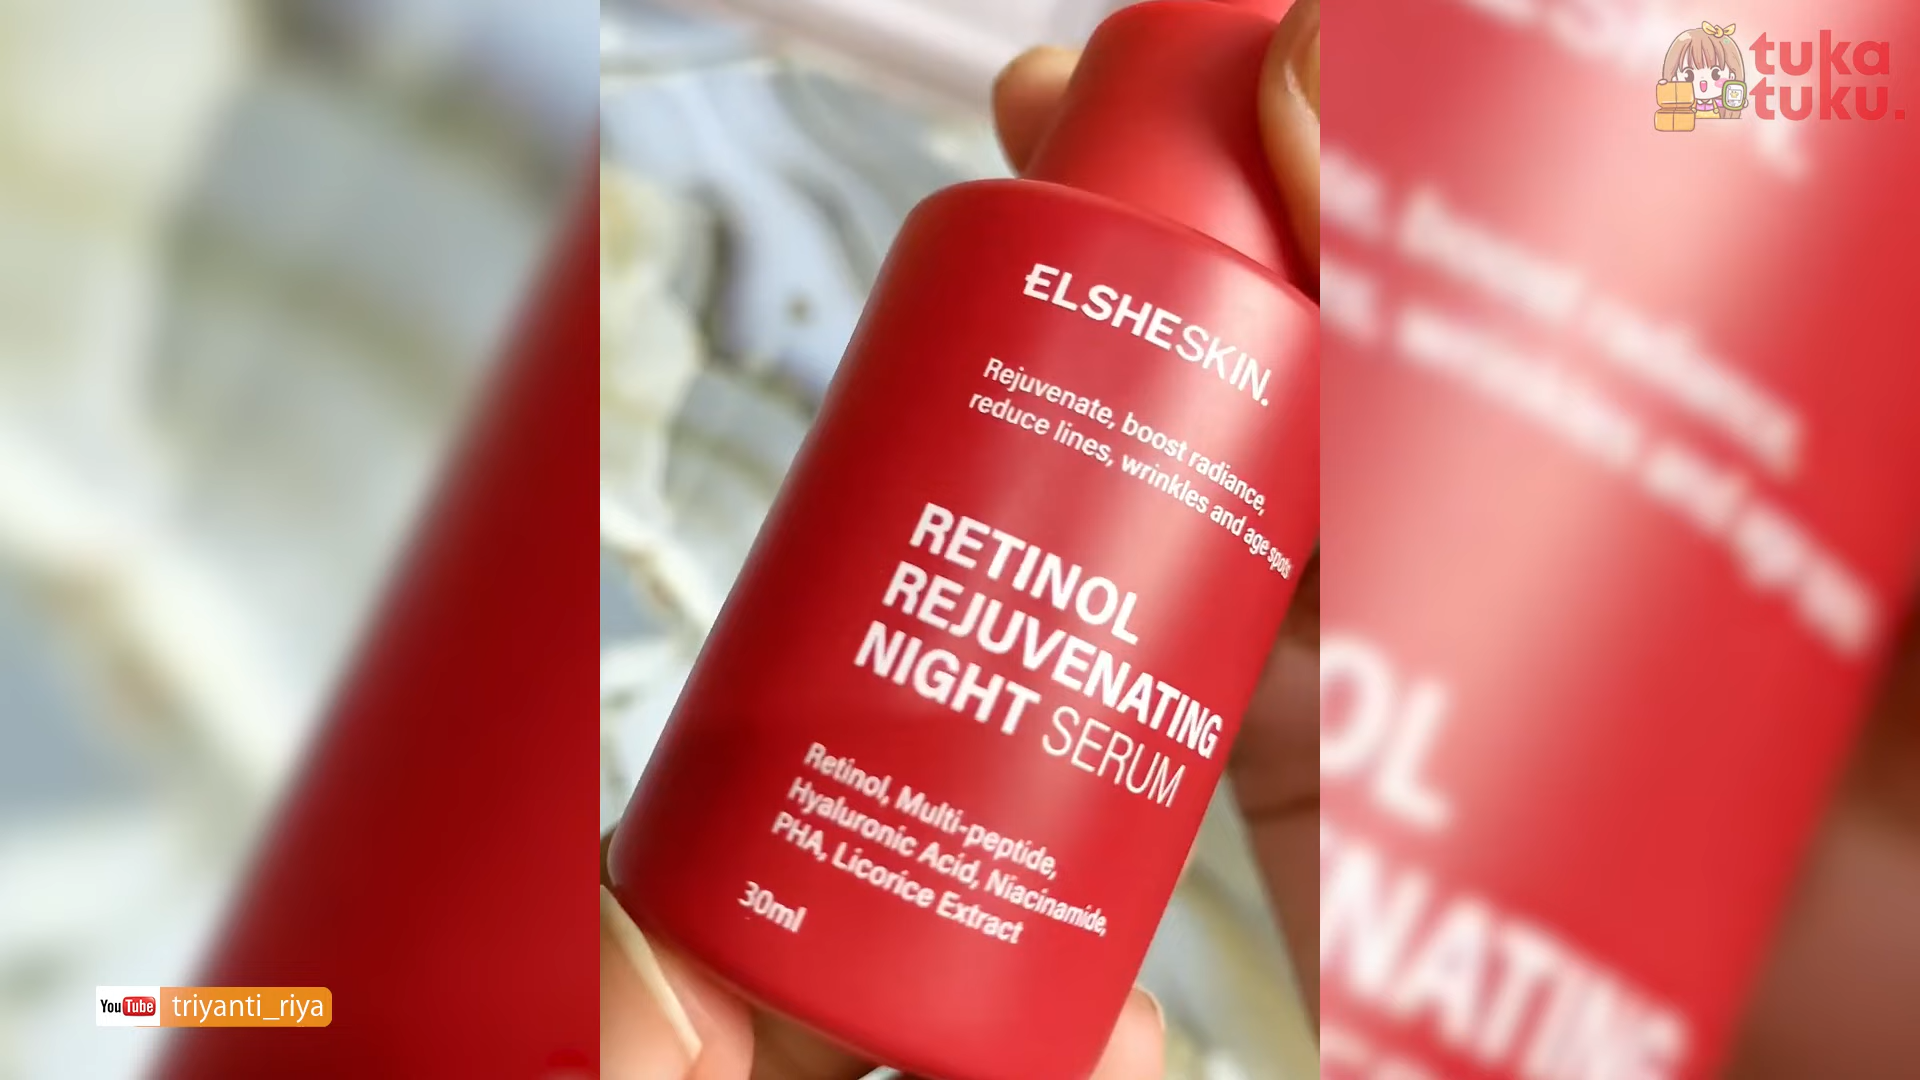 tuka
tuku.
ELSHESKIN.
Rejuvenate, boost radiance,
reduce lines, wrinkles and age spots
RETINOL
REJUVENATING
NIGHT SERUM
Retinol, Multi-peptide,
Hyaluronic Acid, Niacinamide,
PHA, Licorice Extract
30ml
YouTube triyanti_riya